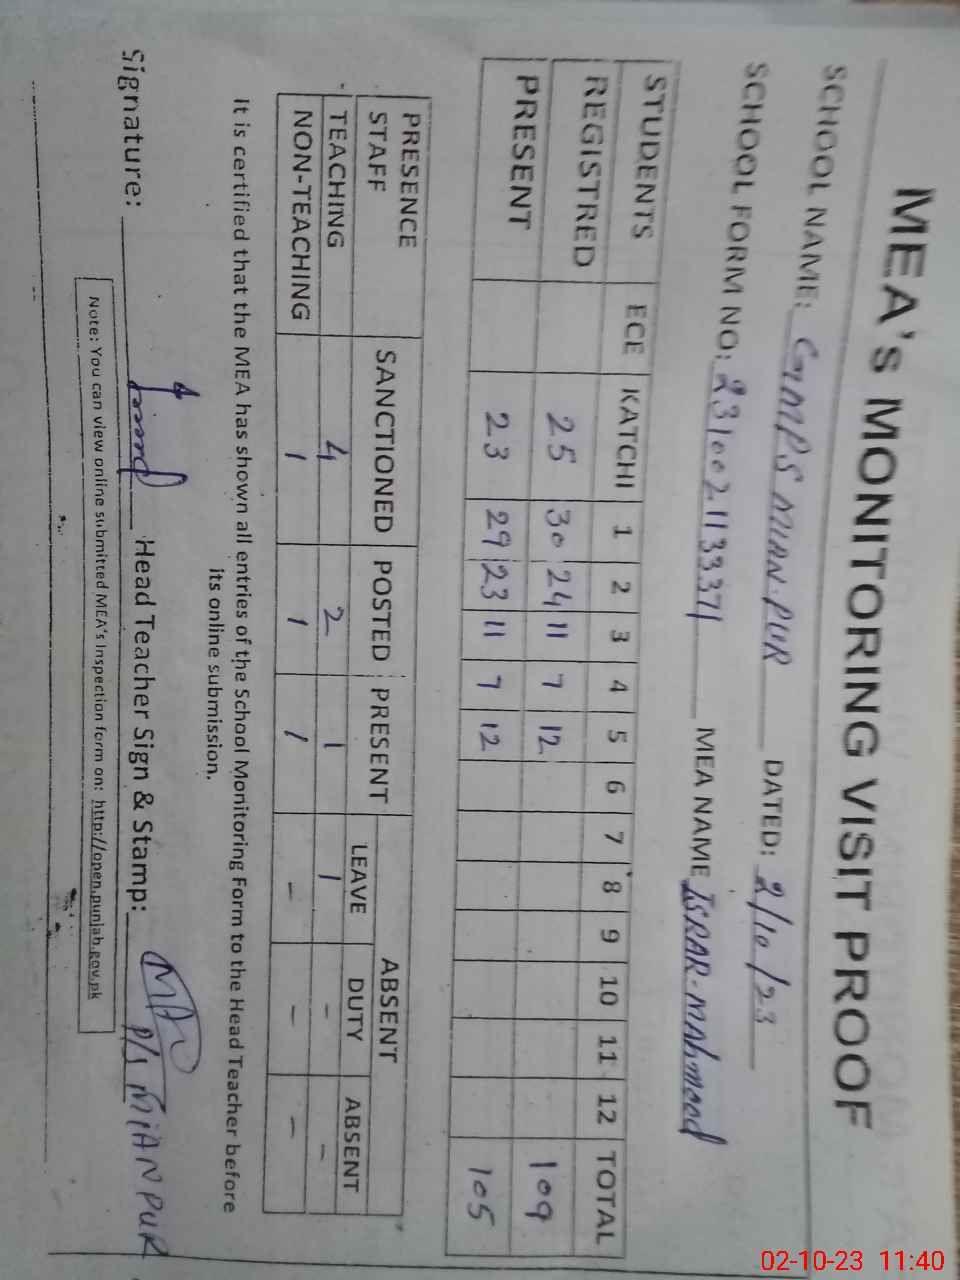 MEA's MONITORING VISIT PROOF
SCHOOL NAME: GMPS MIAN.PUR DATED: 2/10/23
SCHOOL FORM NO: 231002113337 MEA NAME ISRAR-MAhmood
STUDENTS ECE KATCHI 1 2 3 4 5 6 7 8 9 10 11 12 TOTAL
REGISTRED 25 30 24 11 7 12 109
PRESENT 23 29 23 11 7 12 105
PRESENCE STAFF SANCTIONED POSTED PRESENT ABSENT
LEAVE DUTY ABSENT
TEACHING 4 2 1 1 - -
NON-TEACHING 1 1 1 - - -
It is certified that the MEA has shown all entries of the School Monitoring Form to the Head Teacher before
its online submission.
Signature: Head Teacher Sign & Stamp: P/S MIANPUR
Note: You can view online submitted MEA's Inspection form on: http://open.punjab.gov.pk
02-10-23 11:40